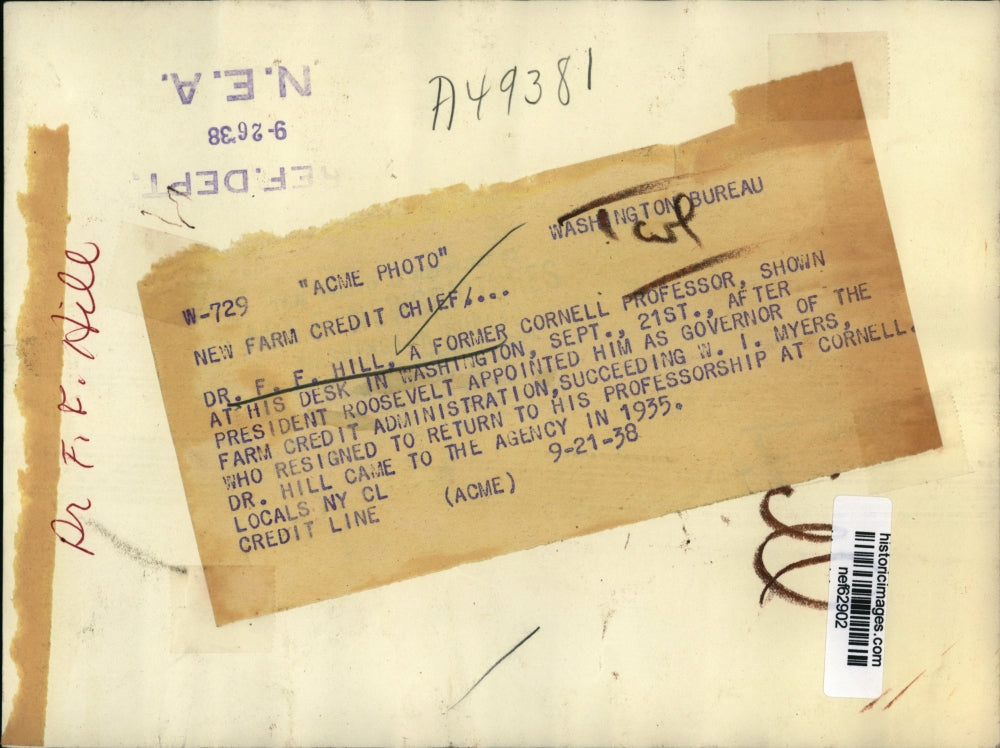 N.E.A.
9-26'38
REF. DEPT.
A49381
Dr F. F. Hill
WASHINGTON BUREAU
1 col
W-729 "ACME PHOTO"
NEW FARM CREDIT CHIEF....
DR. F. F. HILL, A FORMER CORNELL PROFESSOR, SHOWN
AT HIS DESK IN WASHINGTON, SEPT., 21ST., AFTER
PRESIDENT ROOSEVELT APPOINTED HIM AS GOVERNOR OF THE
FARM CREDIT ADMINISTRATION, SUCCEEDING W. I. MYERS,
WHO RESIGNED TO RETURN TO HIS PROFESSORSHIP AT CORNELL.
DR. HILL CAME TO THE AGENCY IN 1935.
LOCALS NY CL 9-21-38
CREDIT LINE (ACME)
historicimages.com
nef62902